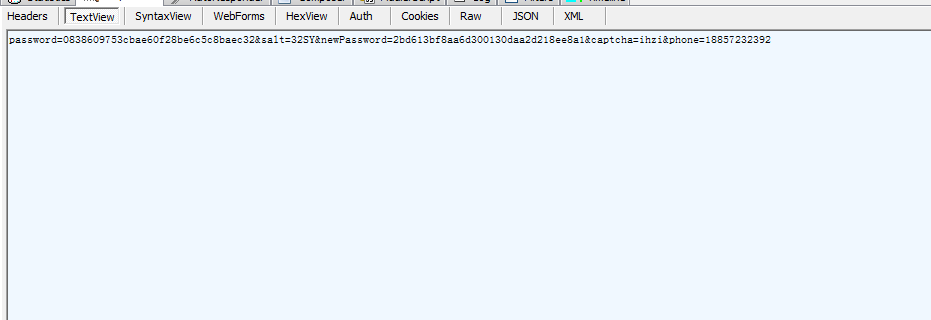 Headers TextView SyntaxView WebForms HexView Auth Cookies Raw JSON XML
password=0838609753cbae60f28be6c5c8baec32&salt=32SY&newPassword=2bd613bf8aa6d300130daa2d218ee8a1&captcha=ihzi&phone=18857232392